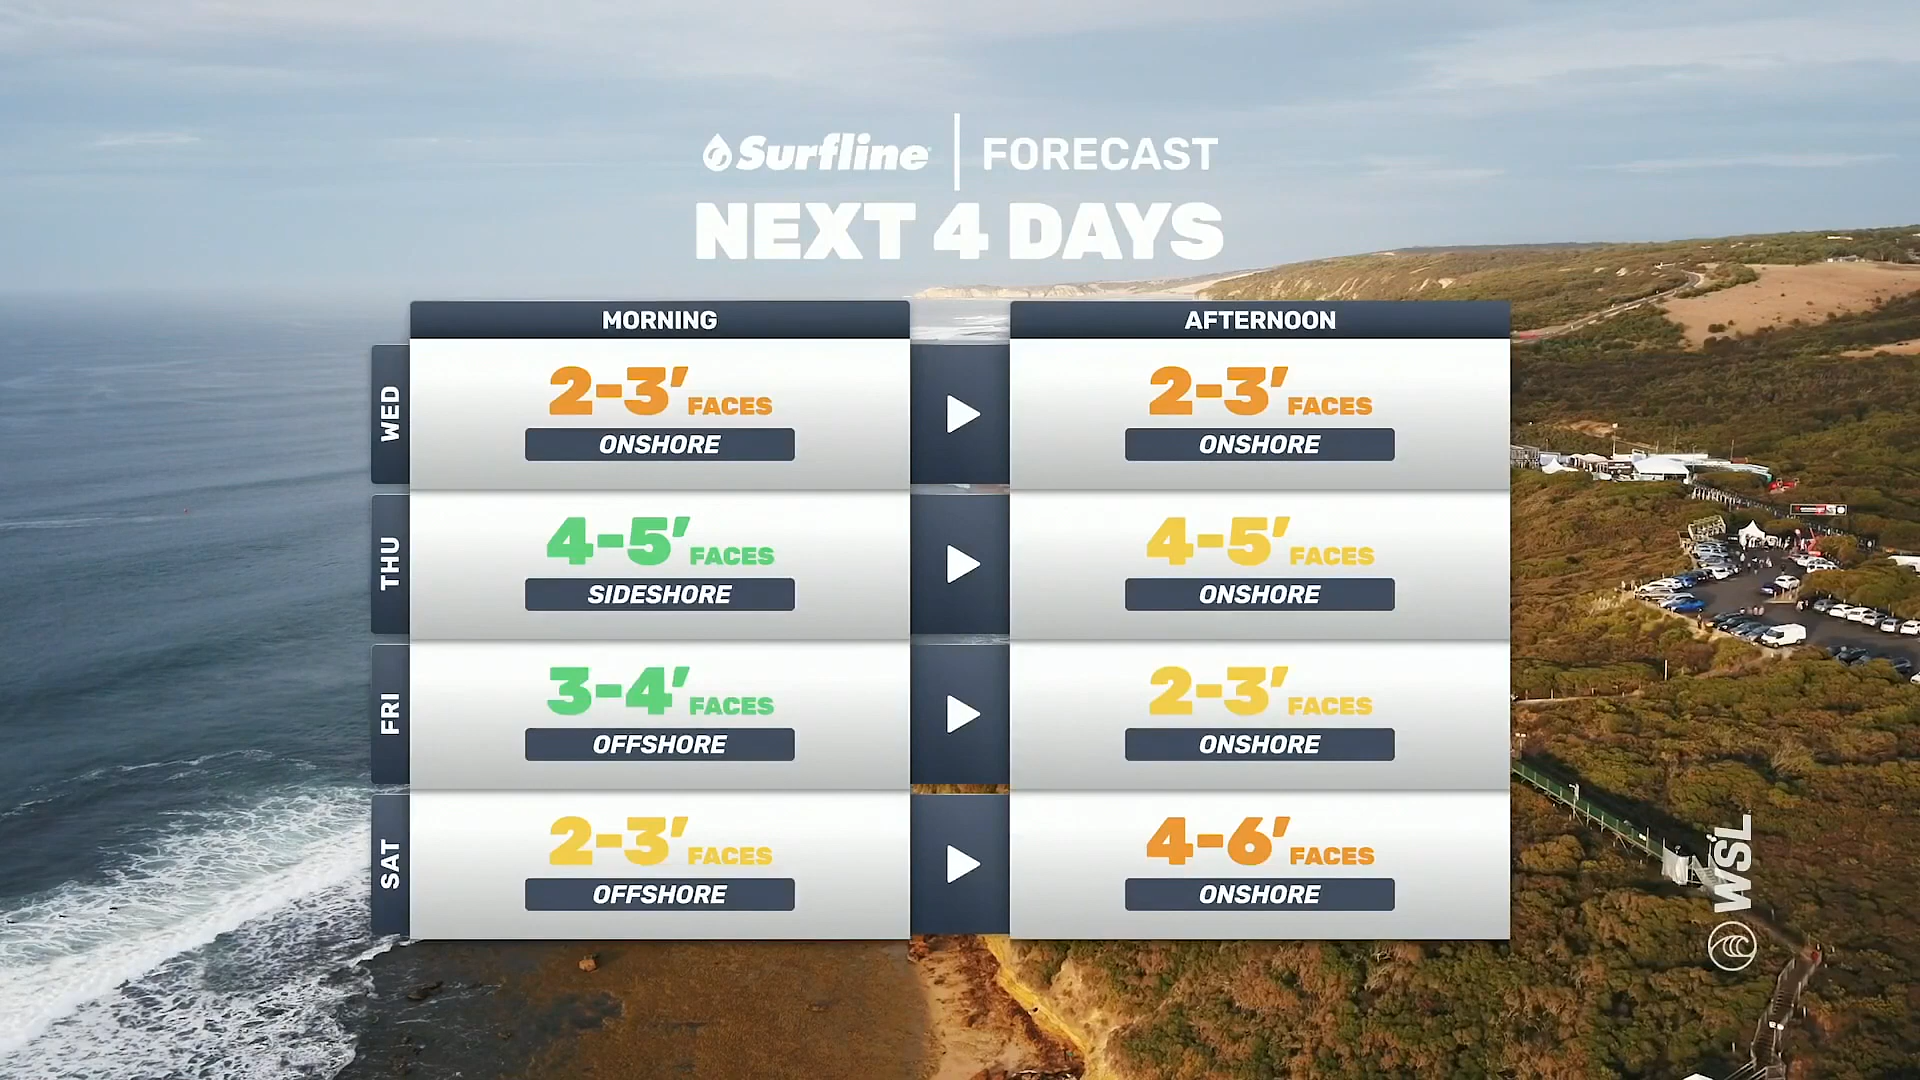 Surfline FORECAST
NEXT 4 DAYS
MORNING AFTERNOON
WED
2-3' FACES 2-3' FACES
ONSHORE ONSHORE
THU
4-5' FACES 4-5' FACES
SIDESHORE ONSHORE
FRI
3-4' FACES 2-3' FACES
OFFSHORE ONSHORE
SAT
2-3' FACES 4-6' FACES
OFFSHORE ONSHORE
WSL